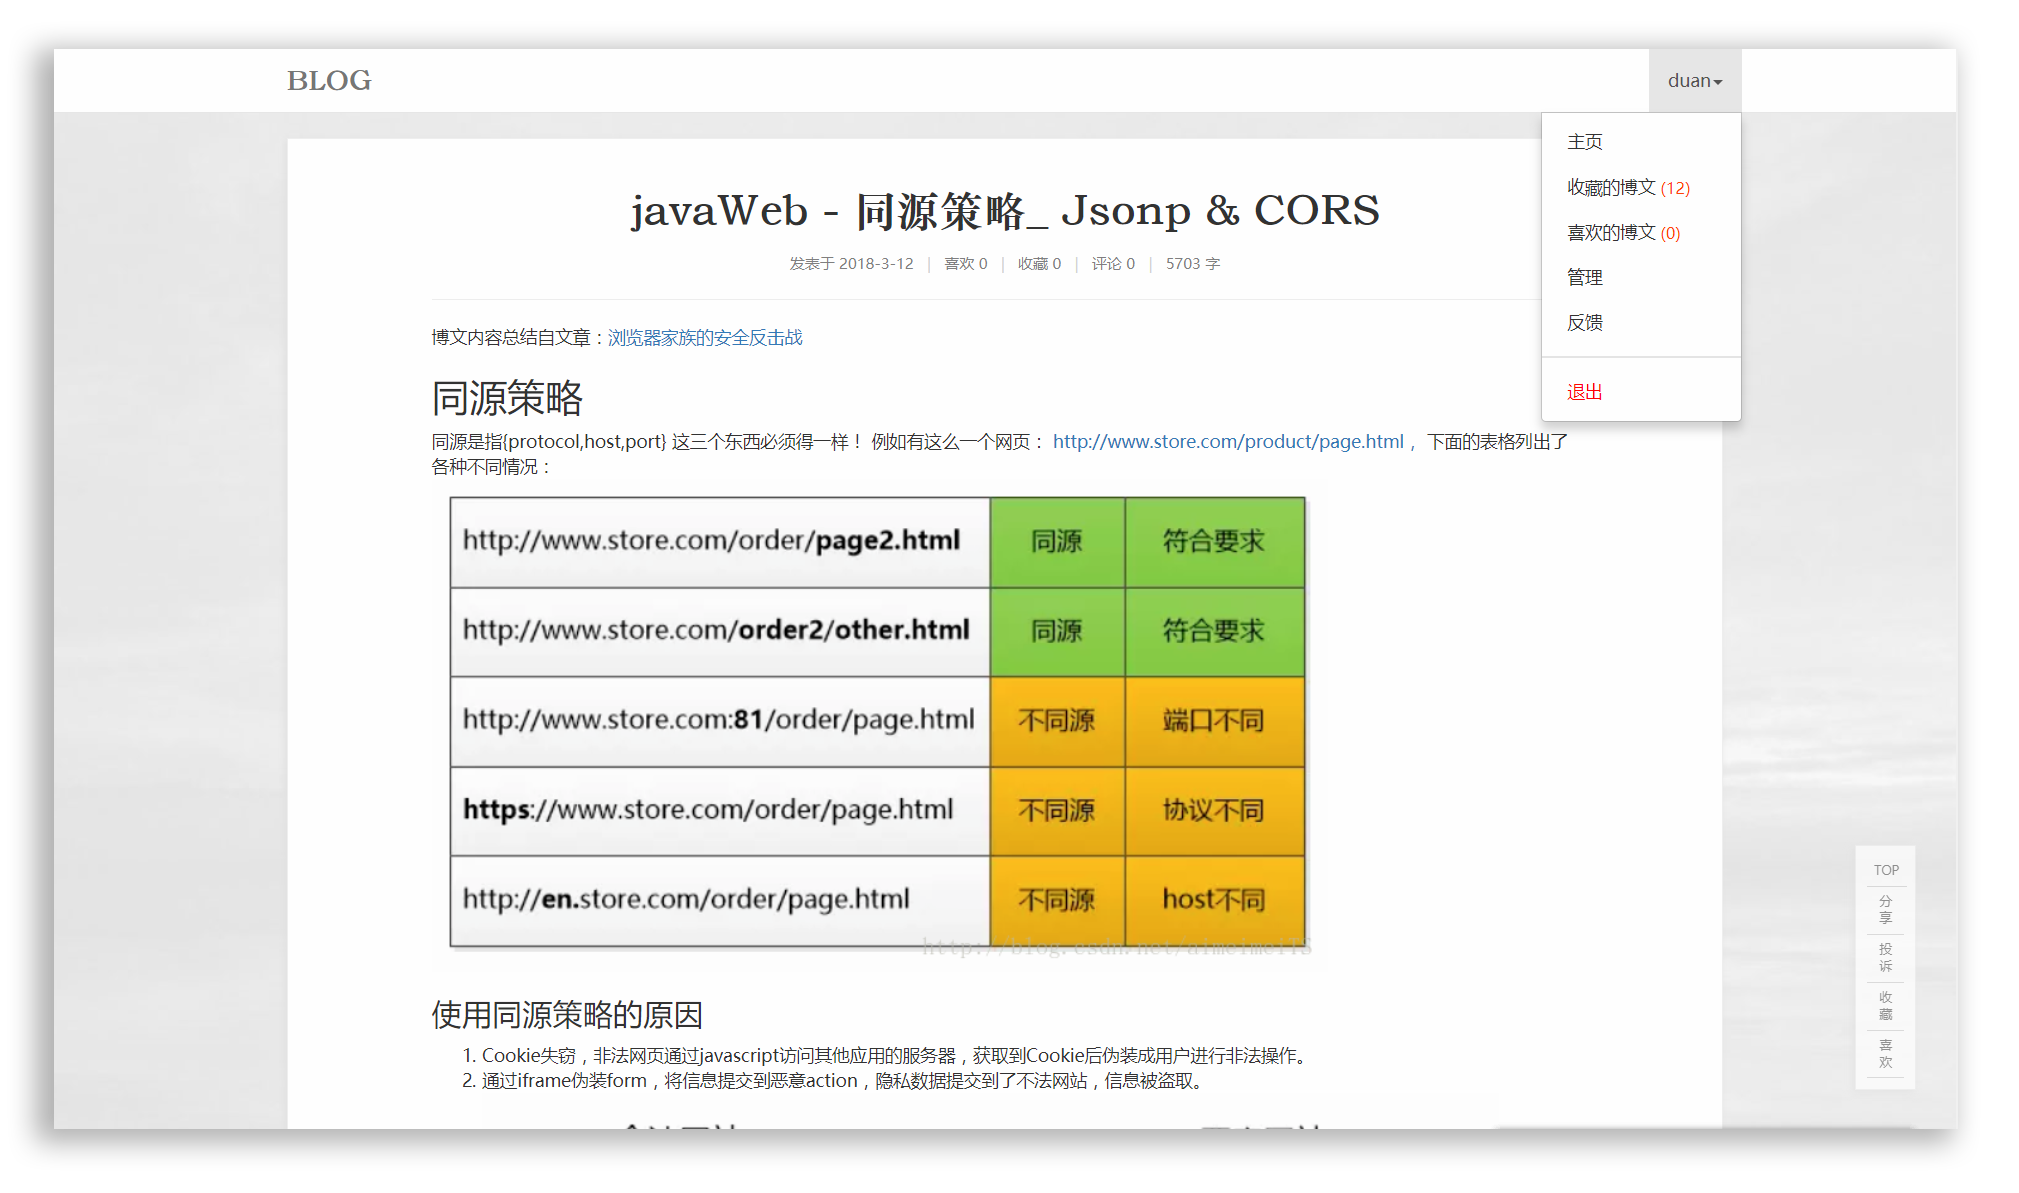 BLOG
duan
主页
收藏的博文 (12)
喜欢的博文 (0)
管理
反馈
退出
javaWeb - 同源策略_ Jsonp & CORS
发表于 2018-3-12 | 喜欢 0 | 收藏 0 | 评论 0 | 5703 字
博文内容总结自文章：浏览器家族的安全反击战
同源策略
同源是指{protocol,host,port} 这三个东西必须得一样！ 例如有这么一个网页： http://www.store.com/product/page.html ， 下面的表格列出了
各种不同情况：
http://www.store.com/order/page2.html 同源 符合要求
http://www.store.com/order2/other.html 同源 符合要求
http://www.store.com:81/order/page.html 不同源 端口不同
https://www.store.com/order/page.html 不同源 协议不同
http://en.store.com/order/page.html 不同源 host不同
使用同源策略的原因
1. Cookie失窃，非法网页通过javascript访问其他应用的服务器，获取到Cookie后伪装成用户进行非法操作。
2. 通过iframe伪装form，将信息提交到恶意action，隐私数据提交到了不法网站，信息被盗取。
TOP
分
享
投
诉
收
藏
喜
欢